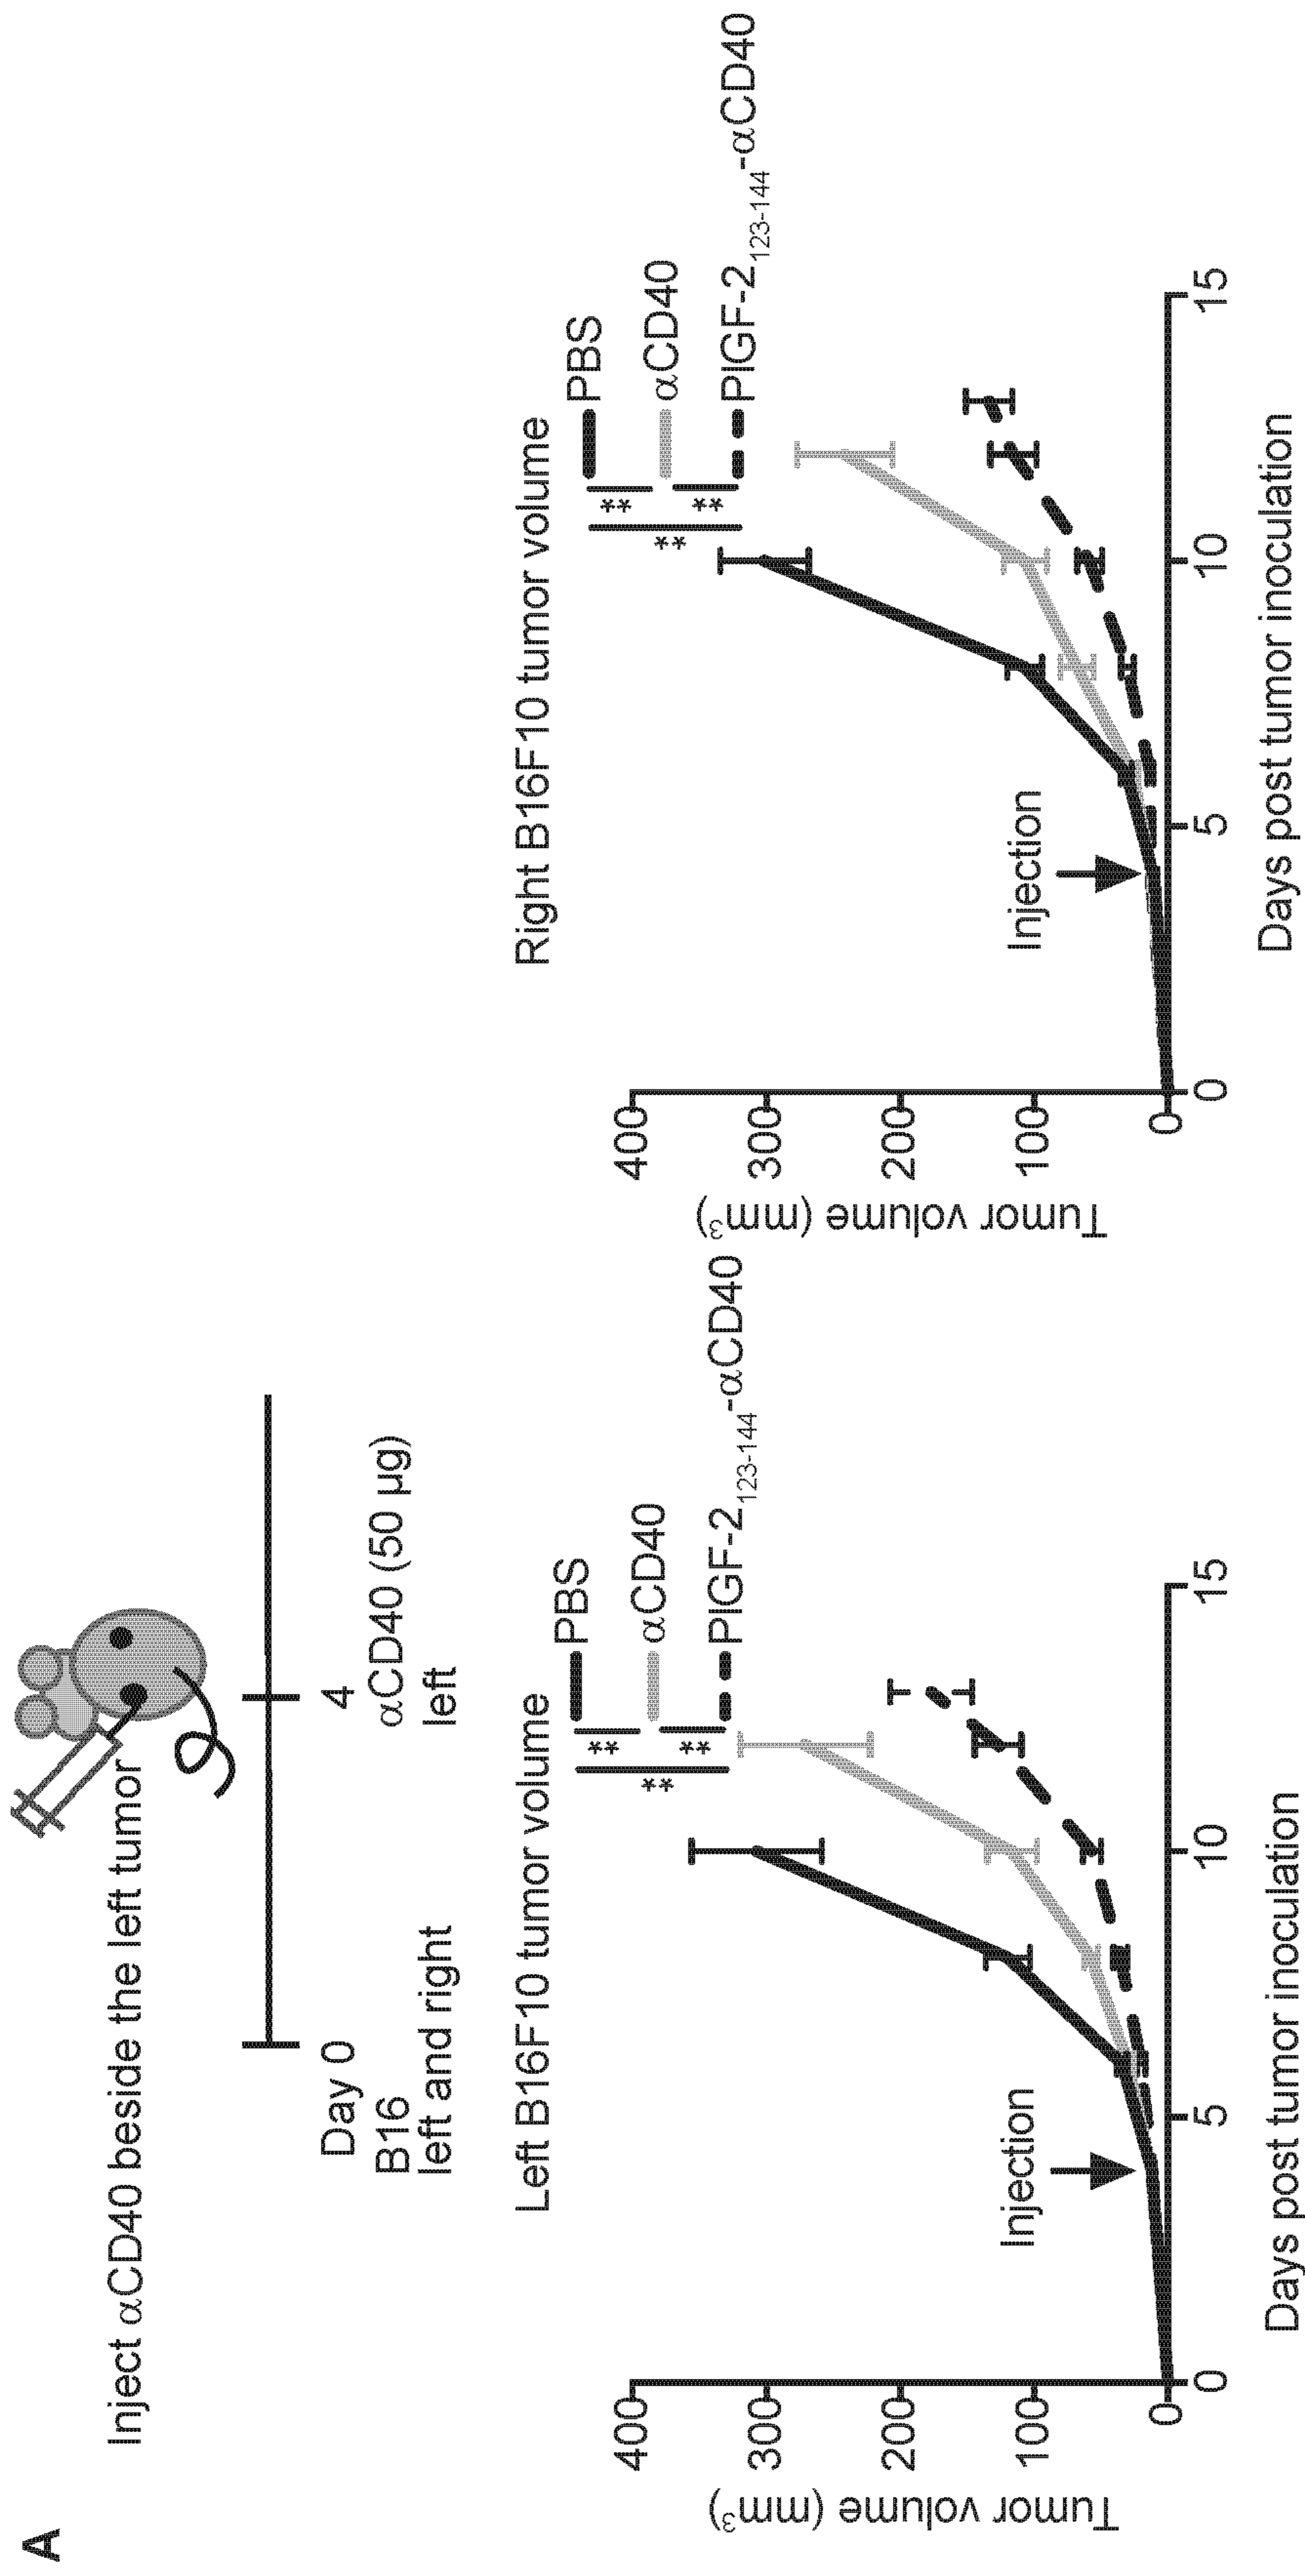 A
Inject αCD40 beside the left tumor
Day 0
B16
left and right
4
αCD40 (50 µg)
left
Left B16F10 tumor volume
Tumor volume (mm³)
400
300
200
100
0
0
5
10
15
Injection
**
**
**
PBS
αCD40
PlGF-2₁₂₃₋₁₄₄-αCD40
Days post tumor inoculation
Right B16F10 tumor volume
Tumor volume (mm³)
400
300
200
100
0
0
5
10
15
Injection
**
**
**
PBS
αCD40
PlGF-2₁₂₃₋₁₄₄-αCD40
Days post tumor inoculation